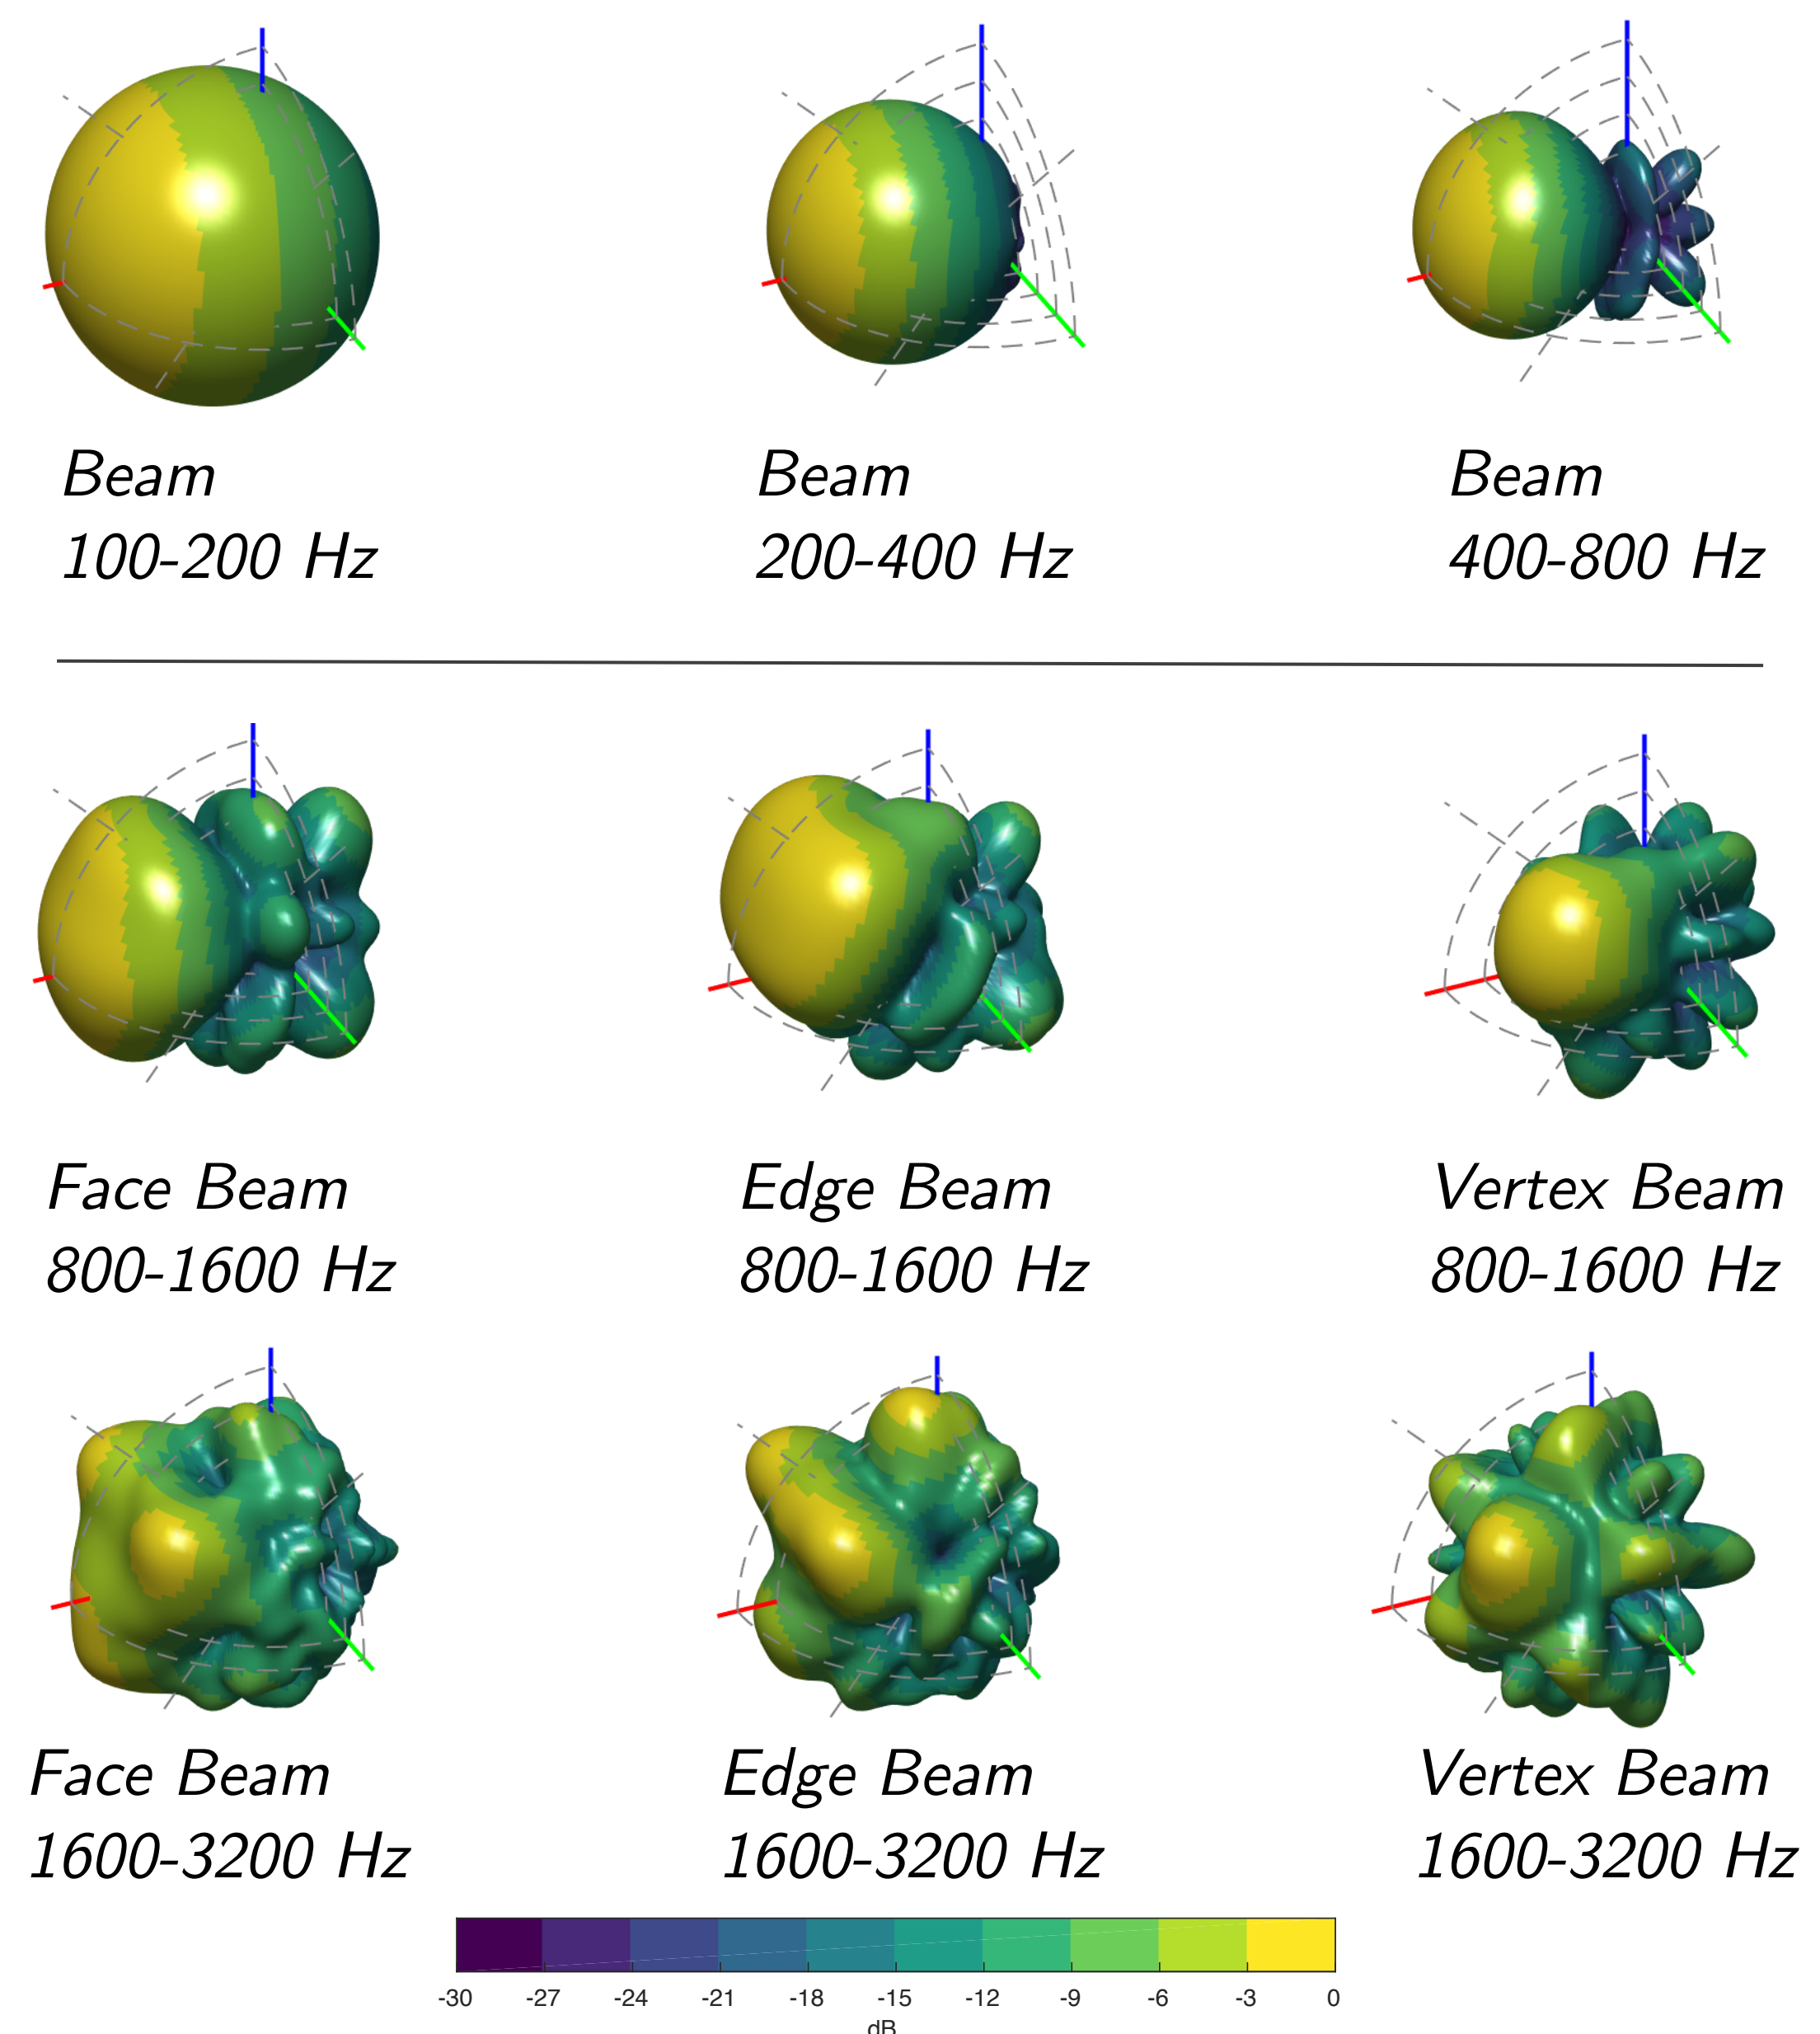 Beam Beam Beam
100-200 Hz 200-400 Hz 400-800 Hz
Face Beam Edge Beam Vertex Beam
800-1600 Hz 800-1600 Hz 800-1600 Hz
Face Beam Edge Beam Vertex Beam
1600-3200 Hz 1600-3200 Hz 1600-3200 Hz
-30 -27 -24 -21 -18 -15 -12 -9 -6 -3 0
dB